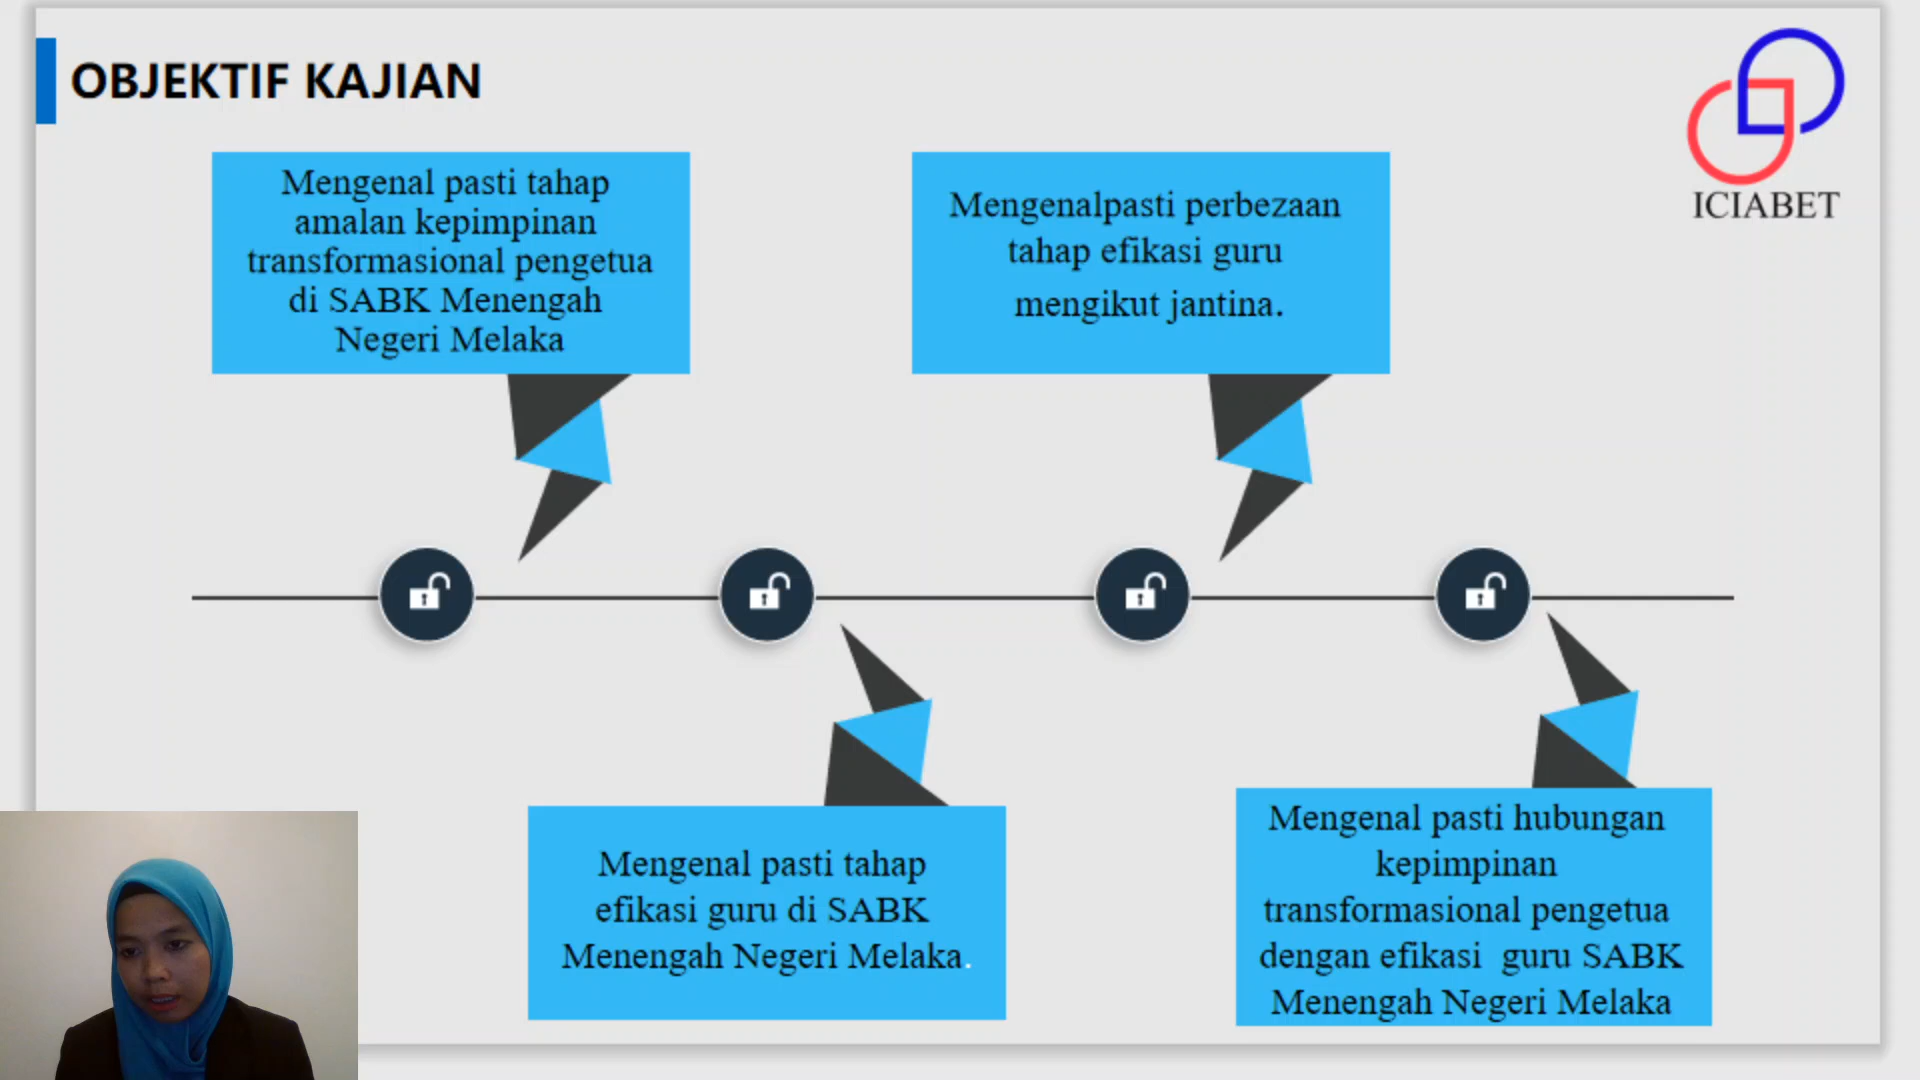 OBJEKTIF KAJIAN
ICIABET
Mengenal pasti tahap
amalan kepimpinan
transformasional pengetua
di SABK Menengah
Negeri Melaka
Mengenalpasti perbezaan
tahap efikasi guru
mengikut jantina.
Mengenal pasti tahap
efikasi guru di SABK
Menengah Negeri Melaka.
Mengenal pasti hubungan
kepimpinan
transformasional pengetua
dengan efikasi guru SABK
Menengah Negeri Melaka